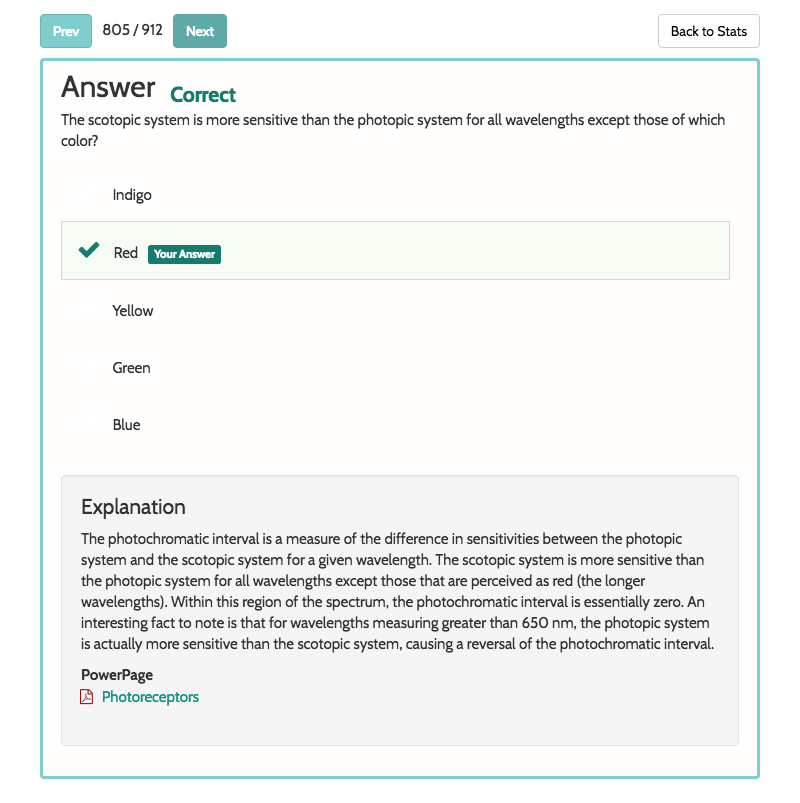 Prev 805 / 912 Next Back to Stats
Answer Correct
The scotopic system is more sensitive than the photopic system for all wavelengths except those of which
color?
Indigo
Red Your Answer
Yellow
Green
Blue
Explanation
The photochromatic interval is a measure of the difference in sensitivities between the photopic
system and the scotopic system for a given wavelength. The scotopic system is more sensitive than
the photopic system for all wavelengths except those that are perceived as red (the longer
wavelengths). Within this region of the spectrum, the photochromatic interval is essentially zero. An
interesting fact to note is that for wavelengths measuring greater than 650 nm, the photopic system
is actually more sensitive than the scotopic system, causing a reversal of the photochromatic interval.
PowerPage
Photoreceptors